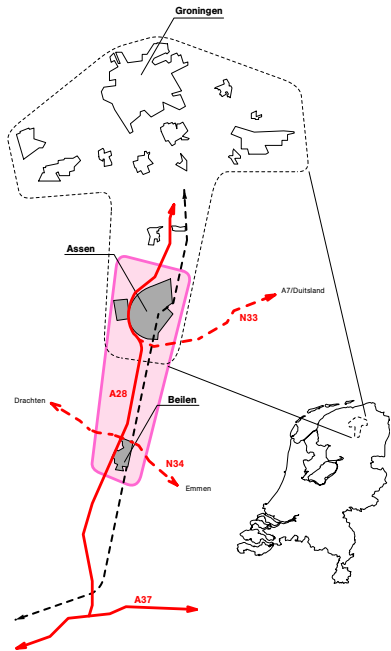 Groningen
Assen
A7/Duitsland
N33
A28
Drachten
Beilen
N34
Emmen
A37